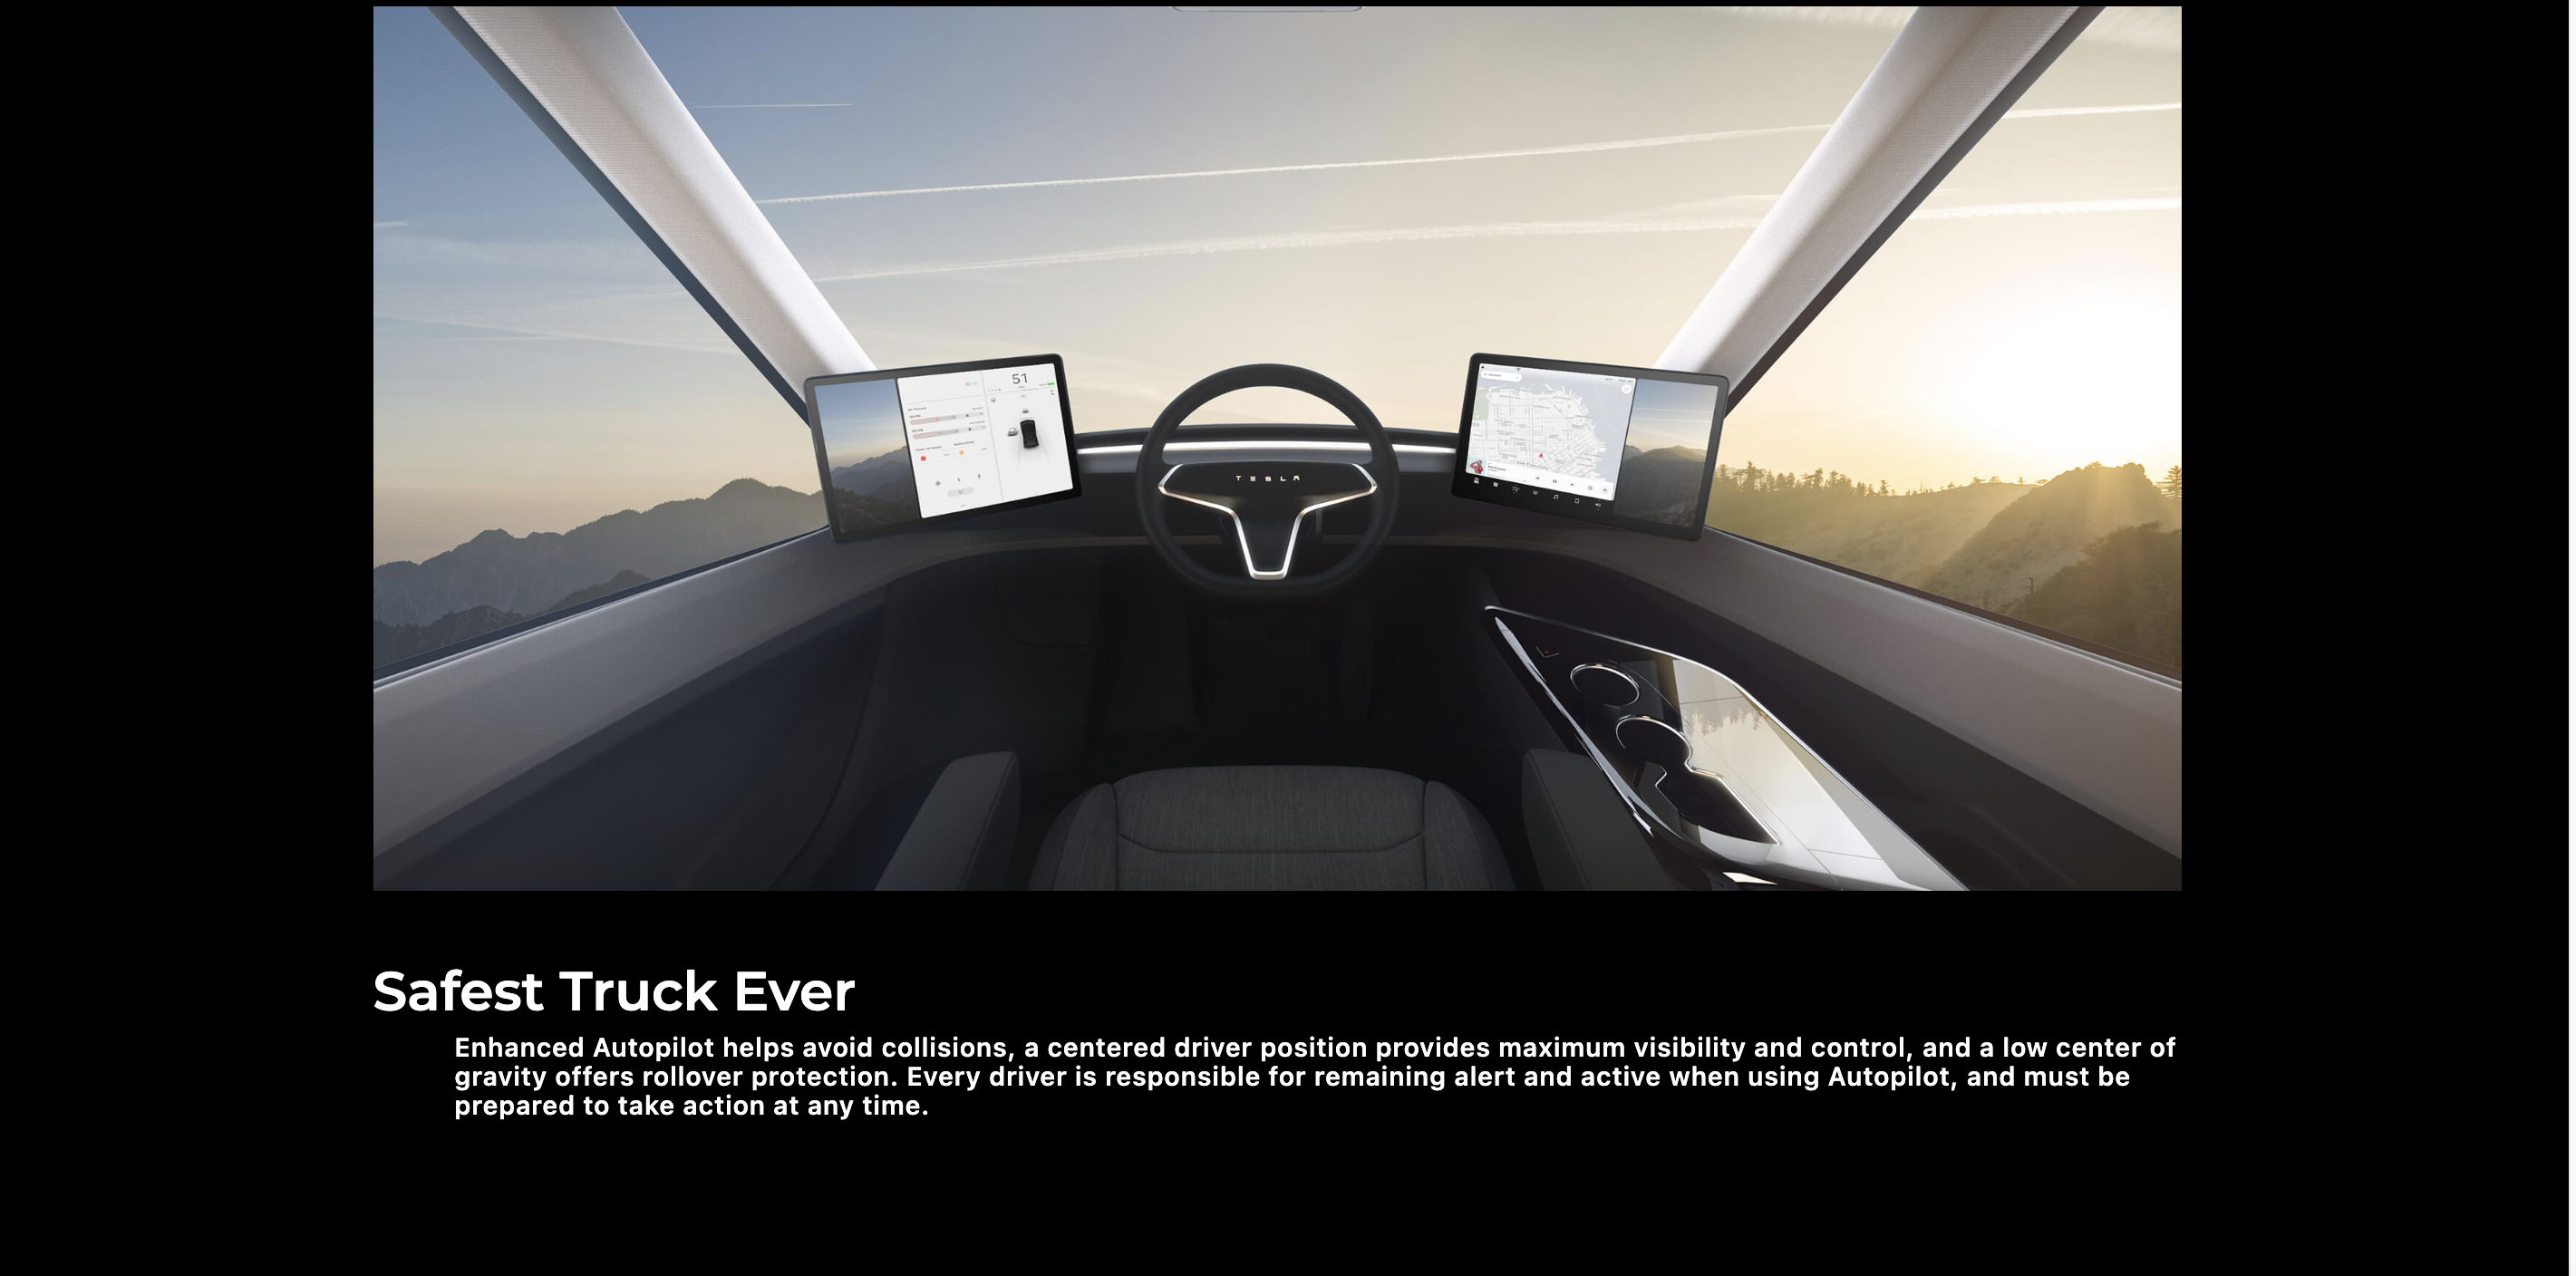 51
TESLA
Safest Truck Ever
Enhanced Autopilot helps avoid collisions, a centered driver position provides maximum visibility and control, and a low center of
gravity offers rollover protection. Every driver is responsible for remaining alert and active when using Autopilot, and must be
prepared to take action at any time.